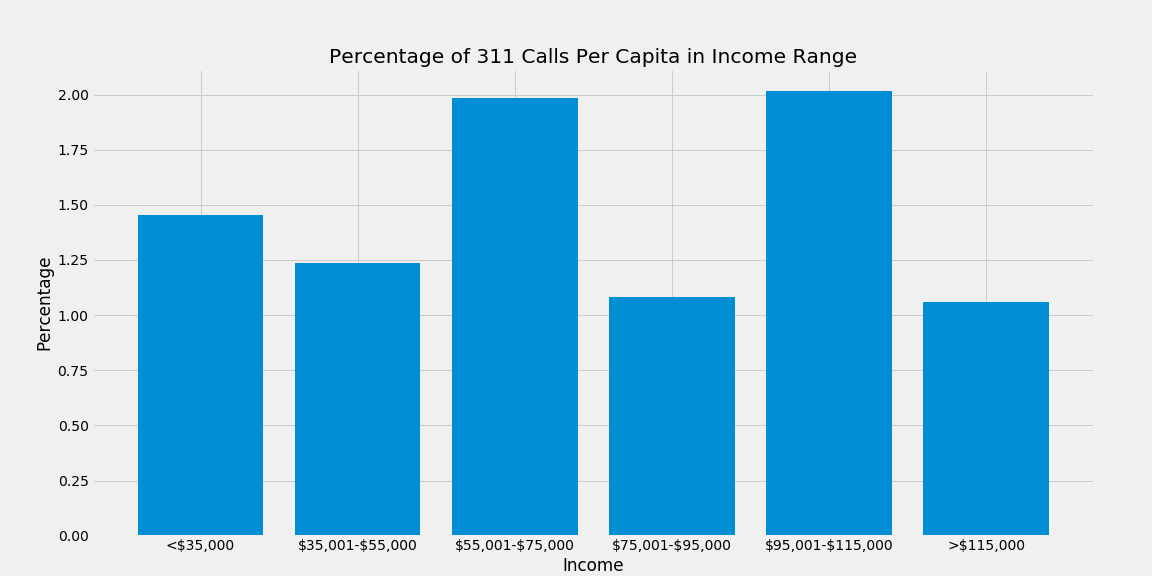 Percentage of 311 Calls Per Capita in Income Range
Percentage
2.00
1.75
1.50
1.25
1.00
0.75
0.50
0.25
0.00
<$35,000 $35,001-$55,000 $55,001-$75,000 $75,001-$95,000 $95,001-$115,000 >$115,000
Income